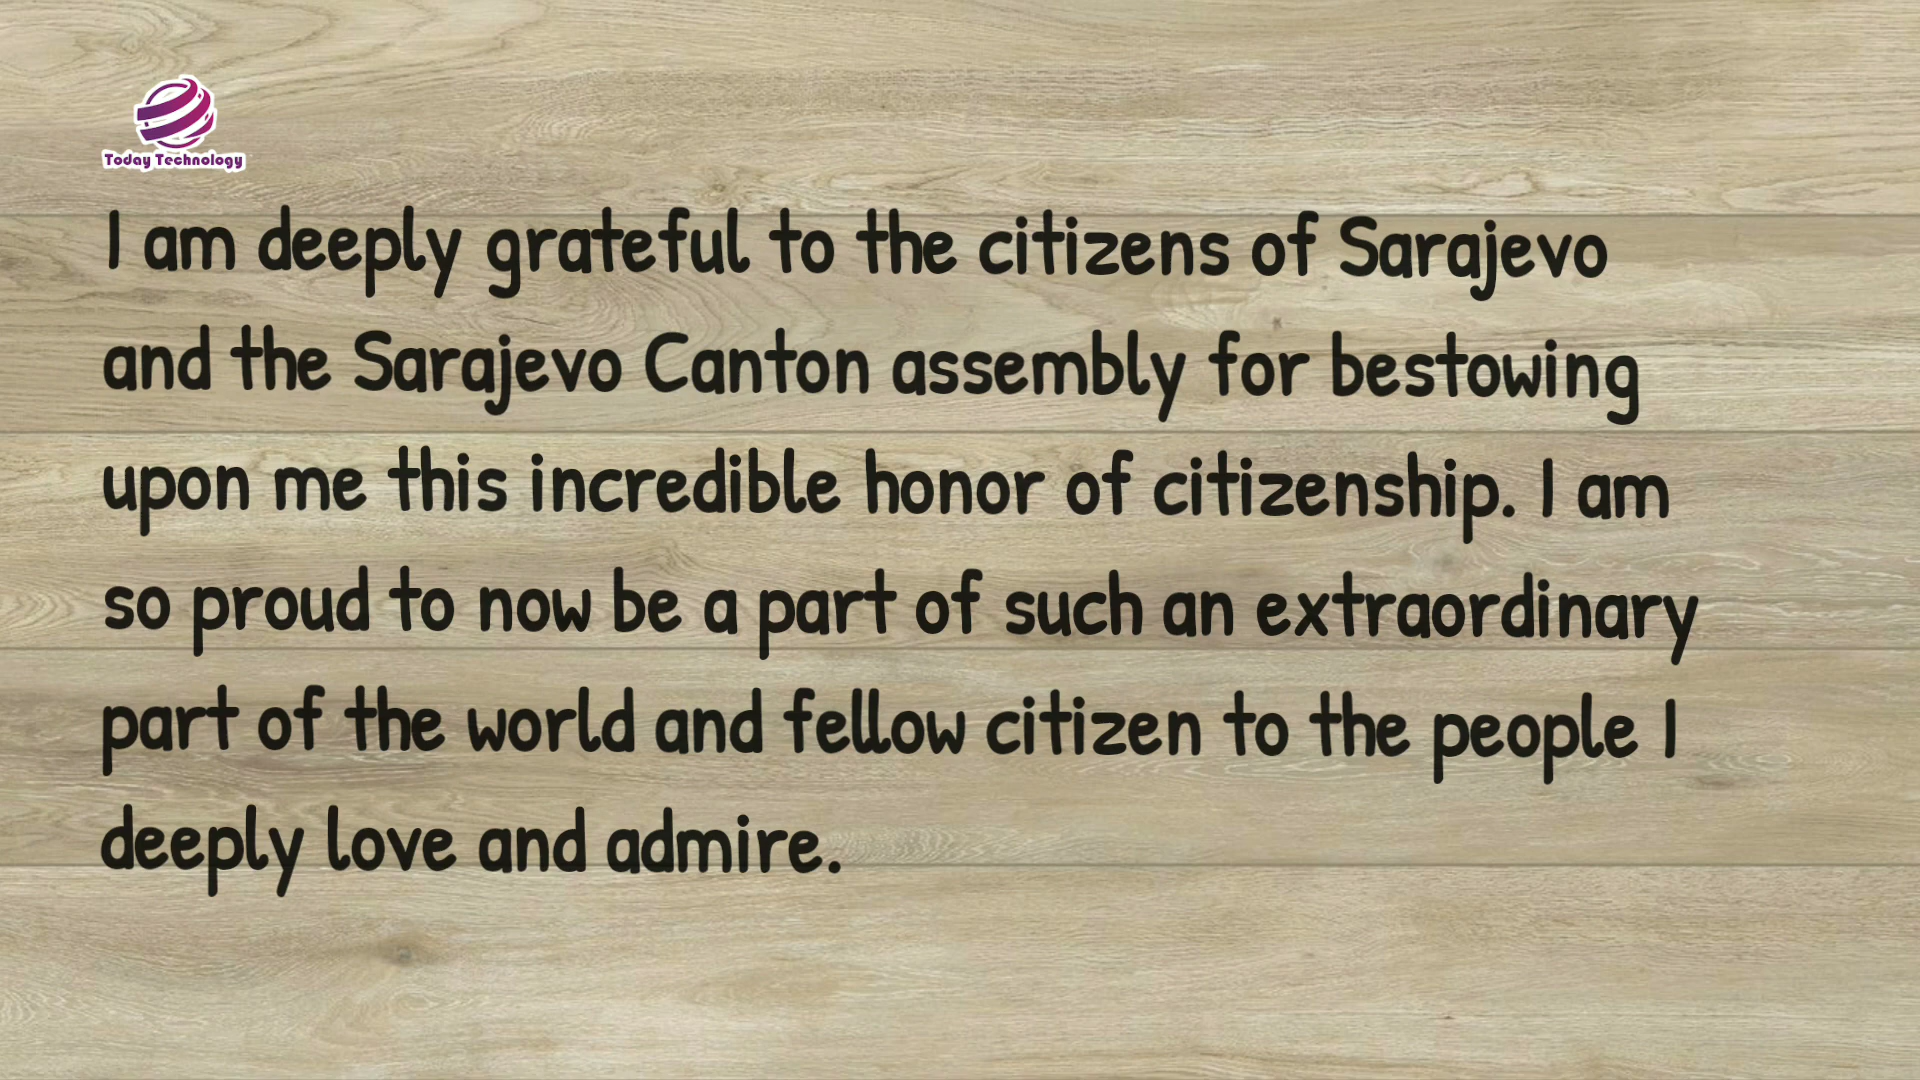 Today Technology
I am deeply grateful to the citizens of Sarajevo
and the Sarajevo Canton assembly for bestowing
upon me this incredible honor of citizenship. I am
so proud to now be a part of such an extraordinary
part of the world and fellow citizen to the people I
deeply love and admire.